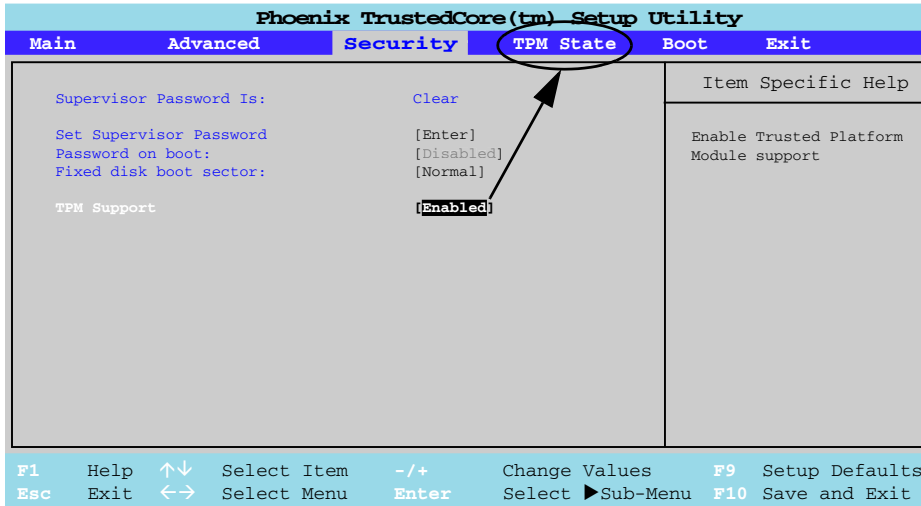 Phoenix TrustedCore(tm) Setup Utility
Main Advanced Security TPM State Boot Exit
Item Specific Help
Supervisor Password Is: Clear
Set Supervisor Password [Enter]
Password on boot: [Disabled]
Fixed disk boot sector: [Normal]
TPM Support [Enabled]
Enable Trusted Platform
Module support
F1 Help ↑↓ Select Item -/+ Change Values F9 Setup Defaults
Esc Exit ←→ Select Menu Enter Select ▶Sub-Menu F10 Save and Exit